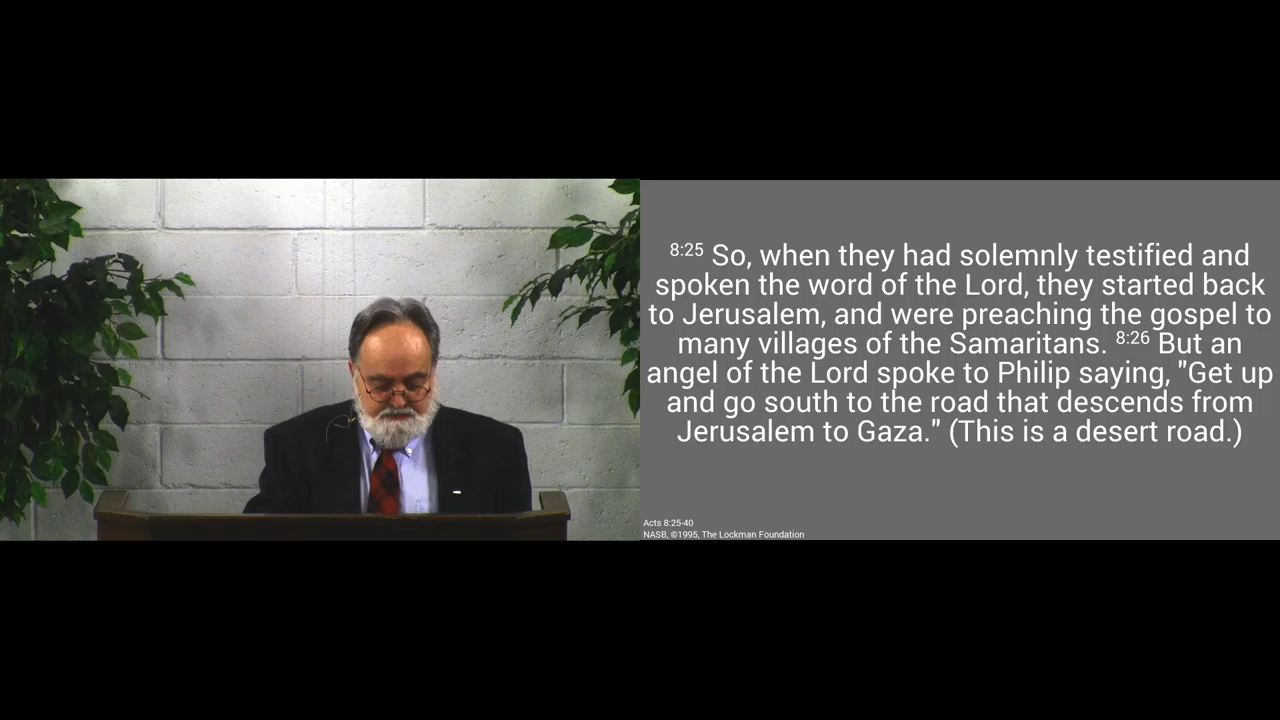 8:25 So, when they had solemnly testified and
spoken the word of the Lord, they started back
to Jerusalem, and were preaching the gospel to
many villages of the Samaritans. 8:26 But an
angel of the Lord spoke to Philip saying, "Get up
and go south to the road that descends from
Jerusalem to Gaza." (This is a desert road.)
Acts 8:25-40
NASB, ©1995, The Lockman Foundation